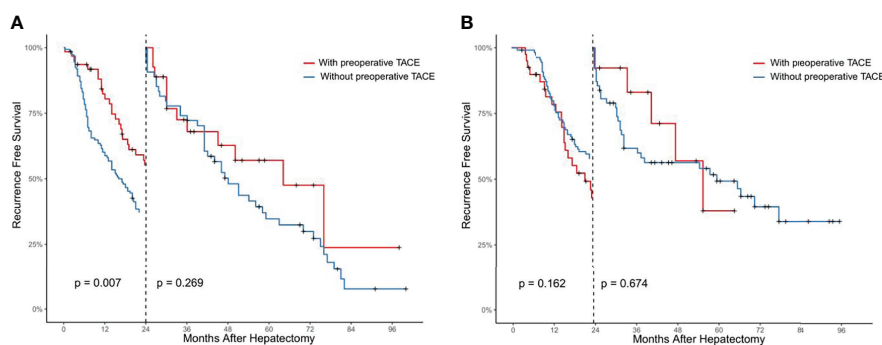 A
100%
75%
50%
25%
0%
Recurrence Free Survival
With preoperative TACE
Without preoperative TACE
p = 0.007
p = 0.269
0 12 24 36 48 60 72 84 96
Months After Hepatectomy
B
100%
75%
50%
25%
0%
Recurrence Free Survival
With preoperative TACE
Without preoperative TACE
p = 0.162
p = 0.674
0 12 24 36 48 60 72 84 96
Months After Hepatectomy